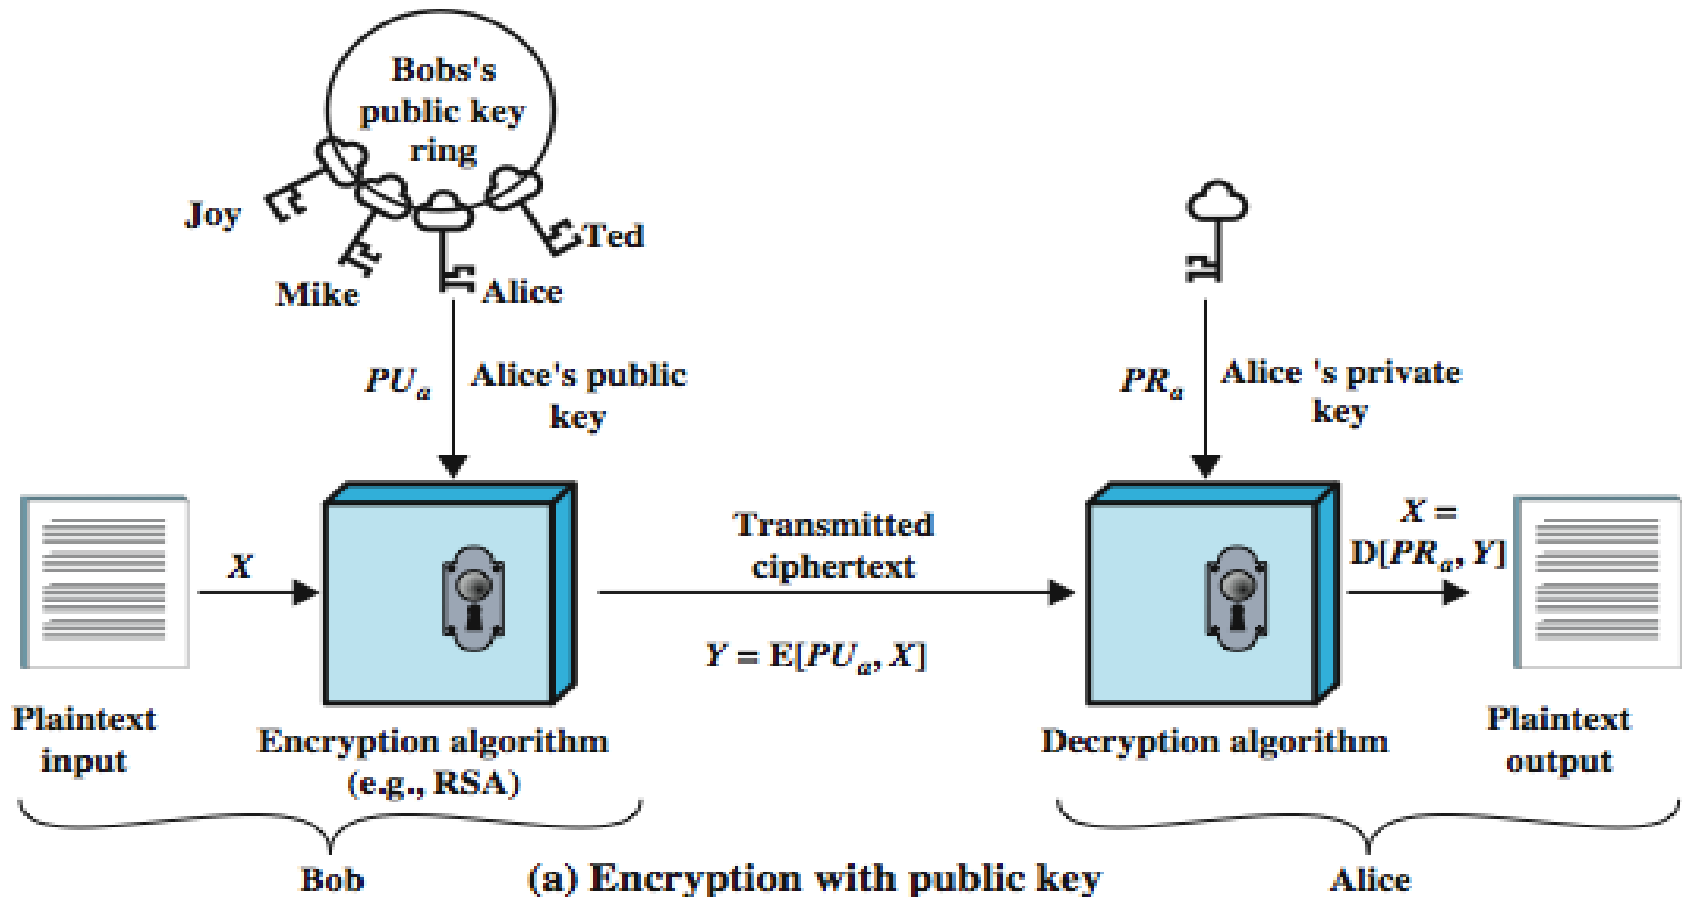 Bobs's
public key
ring
Joy
Ted
Mike
Alice
PUₐ
Alice's public
key
PRₐ
Alice 's private
key
X
Transmitted
ciphertext
X =
D[PRₐ, Y]
Y = E[PUₐ, X]
Plaintext
input
Encryption algorithm
(e.g., RSA)
Decryption algorithm
Plaintext
output
Bob
(a) Encryption with public key
Alice